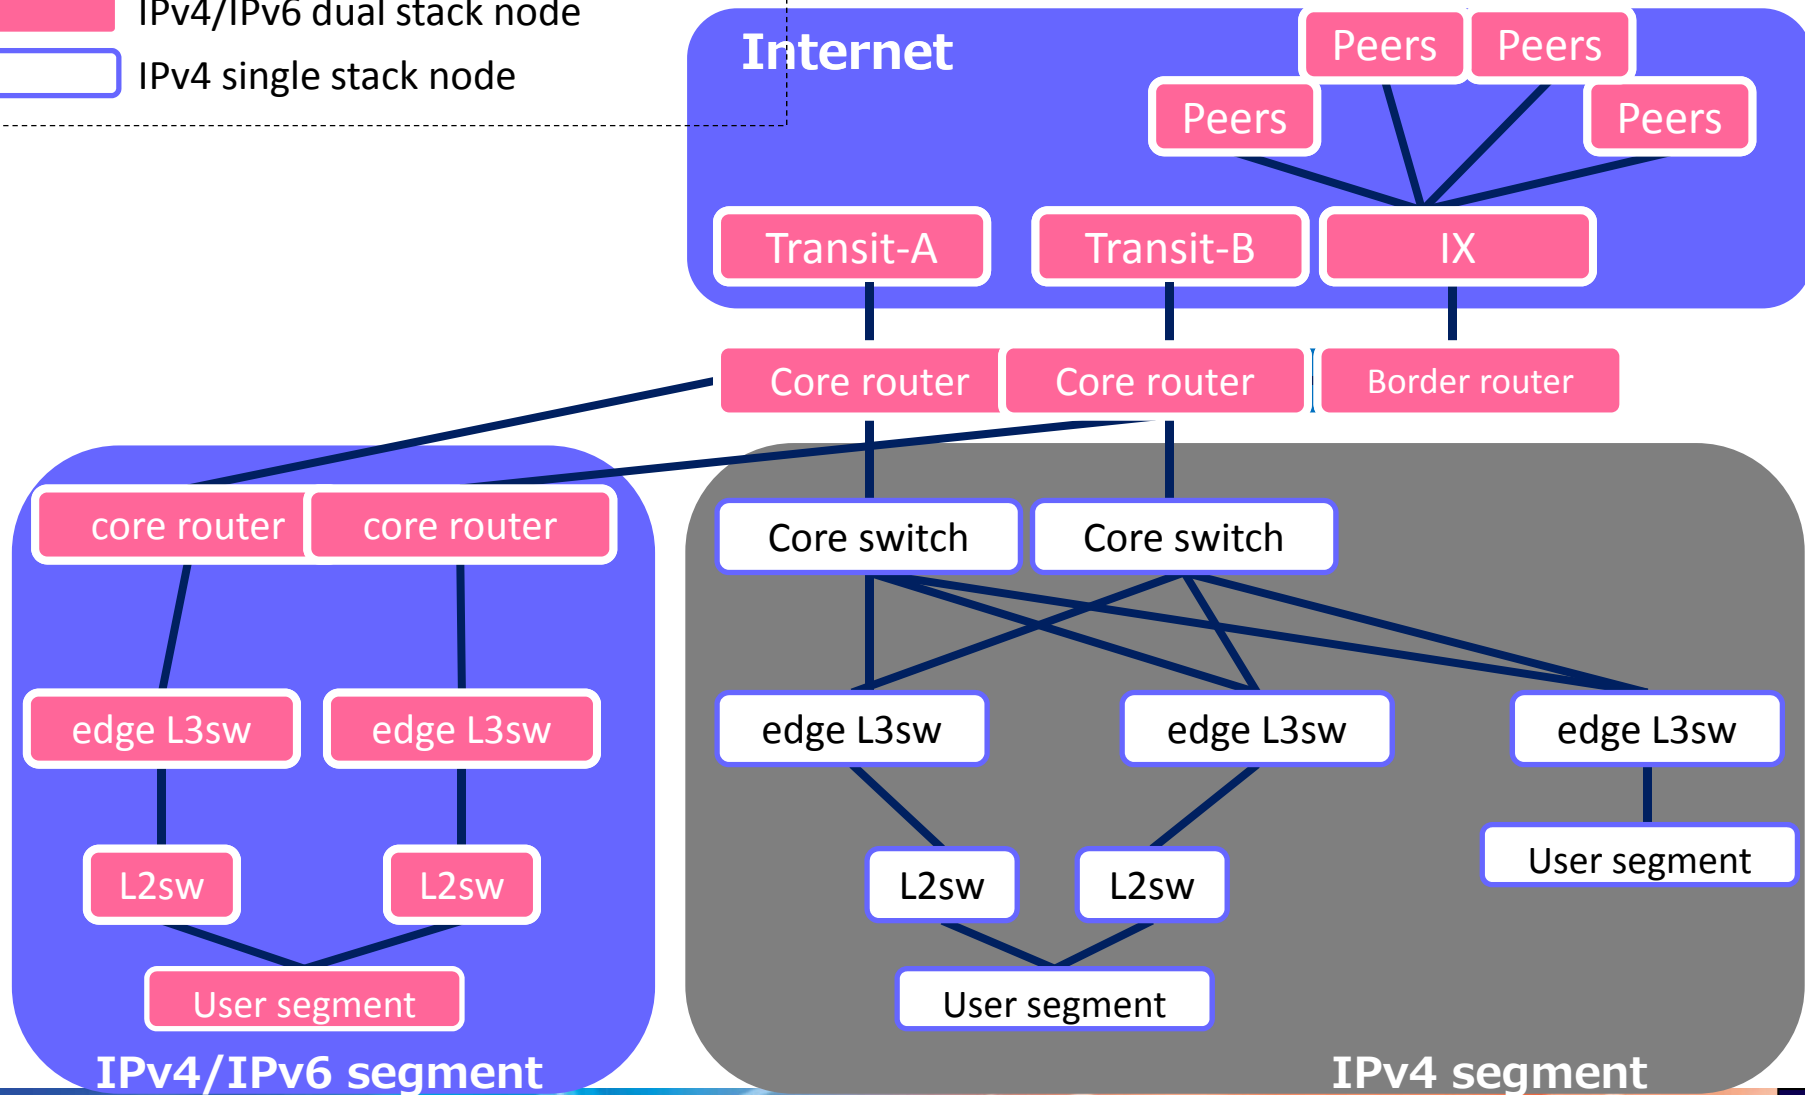 IPv4/IPv6 dual stack node
IPv4 single stack node
Internet
Peers
Peers
Peers
Peers
Transit-A
Transit-B
IX
Core router
Core router
Border router
core router
core router
Core switch
Core switch
edge L3sw
edge L3sw
edge L3sw
edge L3sw
edge L3sw
L2sw
L2sw
L2sw
L2sw
User segment
User segment
User segment
IPv4/IPv6 segment
IPv4 segment